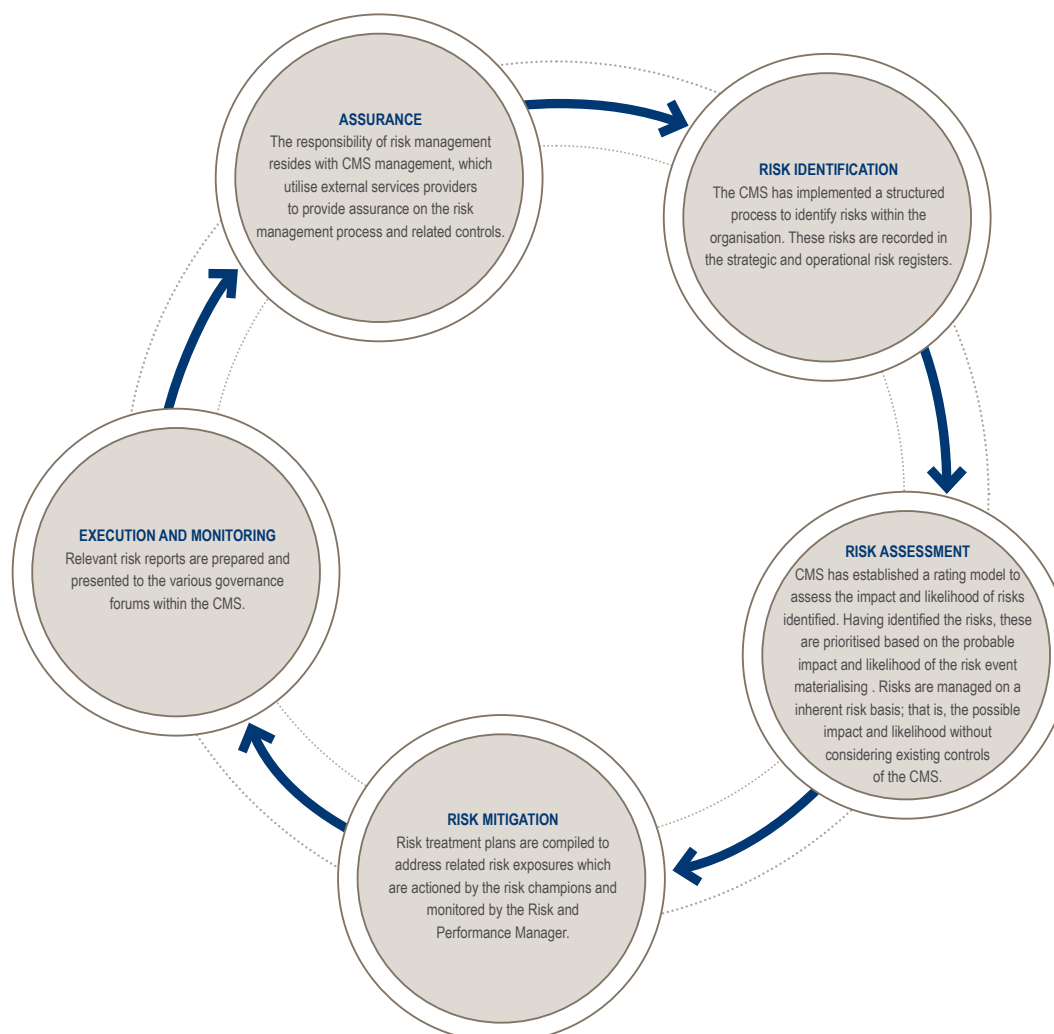 ASSURANCE
The responsibility of risk management
resides with CMS management, which
utilise external services providers
to provide assurance on the risk
management process and related controls.
RISK IDENTIFICATION
The CMS has implemented a structured
process to identify risks within the
organisation. These risks are recorded in
the strategic and operational risk registers.
RISK ASSESSMENT
CMS has established a rating model to
assess the impact and likelihood of risks
identified. Having identified the risks, these
are prioritised based on the probable
impact and likelihood of the risk event
materialising . Risks are managed on a
inherent risk basis; that is, the possible
impact and likelihood without
considering existing controls
of the CMS.
RISK MITIGATION
Risk treatment plans are compiled to
address related risk exposures which
are actioned by the risk champions and
monitored by the Risk and
Performance Manager.
EXECUTION AND MONITORING
Relevant risk reports are prepared and
presented to the various governance
forums within the CMS.